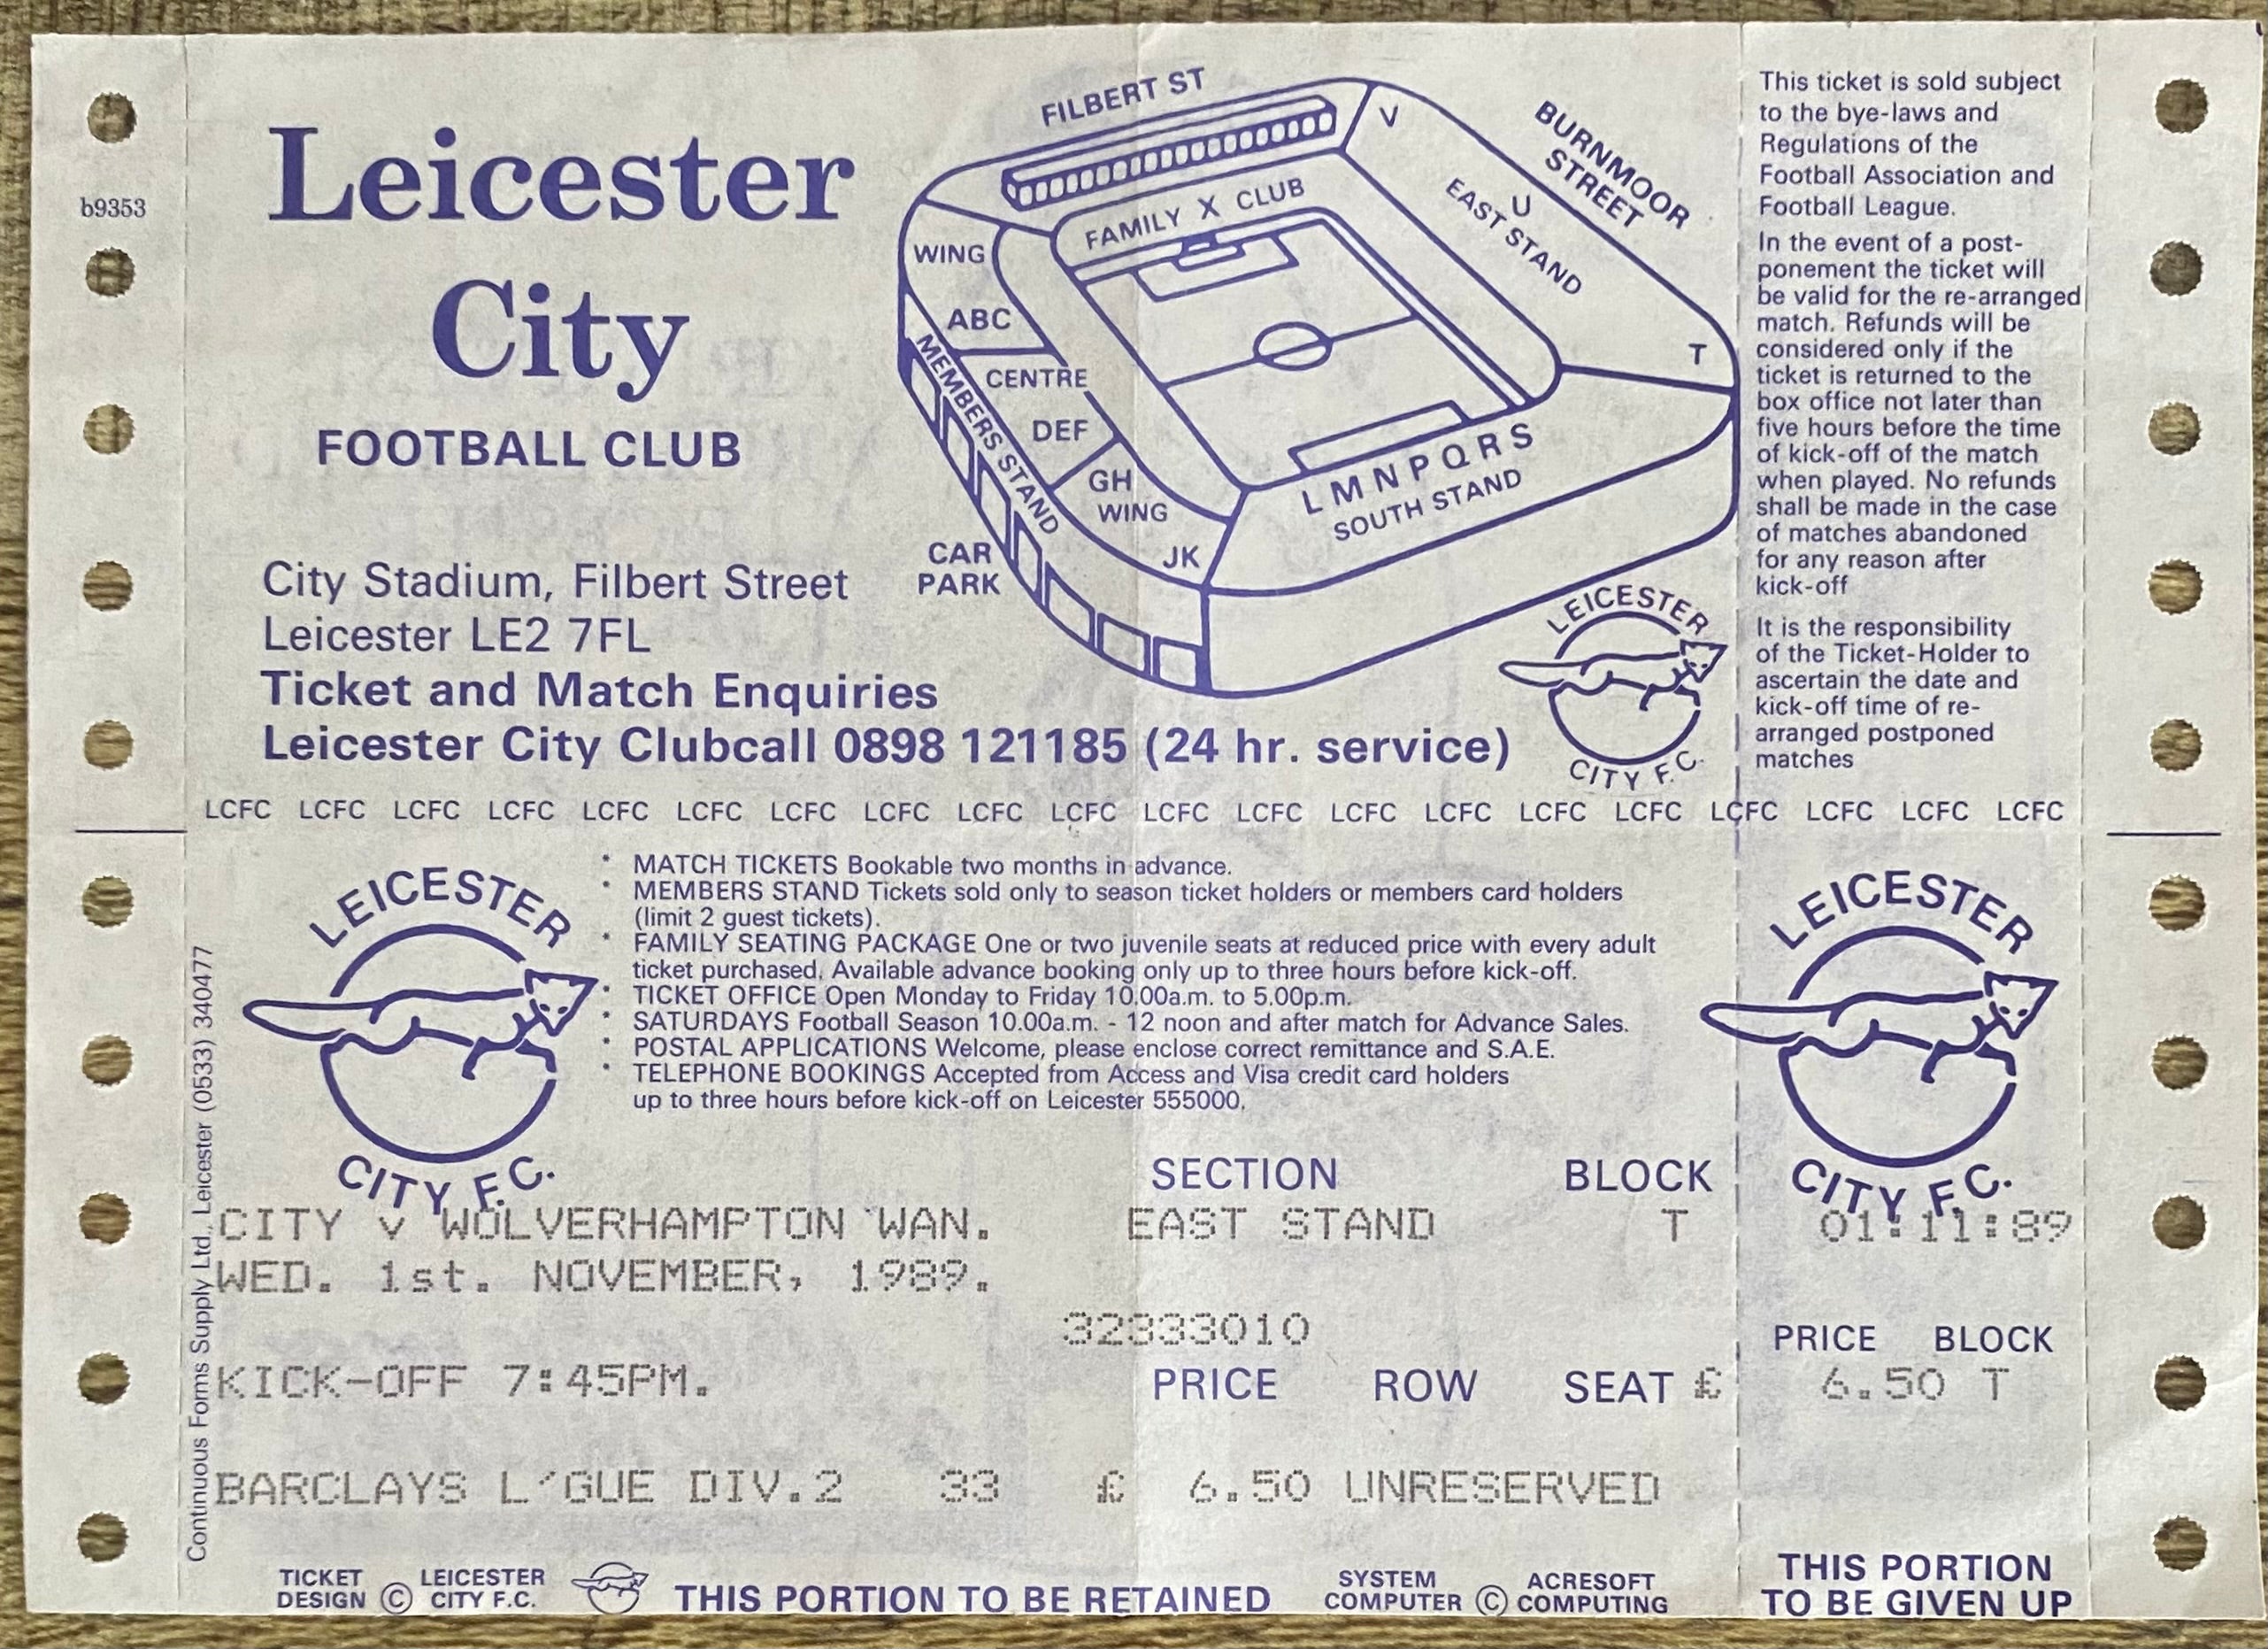 Leicester
City
FOOTBALL CLUB
City Stadium, Filbert Street
Leicester LE2 7FL
Ticket and Match Enquiries
Leicester City Clubcall 0898 121185 (24 hr. service)
b9353
FILBERT ST
BURNMOOR
STREET
V
U
EAST STAND
T
FAMILY X CLUB
WING
ABC
CENTRE
DEF
GH
WING
JK
MEMBERS STAND
CAR
PARK
L M N P Q R S
SOUTH STAND
LEICESTER
CITY F.C.
This ticket is sold subject
to the bye-laws and
Regulations of the
Football Association and
Football League.
In the event of a post-
ponement the ticket will
be valid for the re-arranged
match. Refunds will be
considered only if the
ticket is returned to the
box office not later than
five hours before the time
of kick-off of the match
when played. No refunds
shall be made in the case
of matches abandoned
for any reason after
kick-off
It is the responsibility
of the Ticket-Holder to
ascertain the date and
kick-off time of re-
arranged postponed
matches
LCFC LCFC LCFC LCFC LCFC LCFC LCFC LCFC LCFC LCFC LCFC LCFC LCFC LCFC LCFC LCFC LCFC LCFC LCFC LCFC
LEICESTER
CITY F.C.
* MATCH TICKETS Bookable two months in advance.
* MEMBERS STAND Tickets sold only to season ticket holders or members card holders
(limit 2 guest tickets).
* FAMILY SEATING PACKAGE One or two juvenile seats at reduced price with every adult
ticket purchased. Available advance booking only up to three hours before kick-off.
* TICKET OFFICE Open Monday to Friday 10.00a.m. to 5.00p.m.
* SATURDAYS Football Season 10.00a.m. - 12 noon and after match for Advance Sales.
* POSTAL APPLICATIONS Welcome, please enclose correct remittance and S.A.E.
* TELEPHONE BOOKINGS Accepted from Access and Visa credit card holders
up to three hours before kick-off on Leicester 555000.
LEICESTER
CITY F.C.
Continuous Forms Supply Ltd., Leicester (0533) 340477
SECTION BLOCK
CITY v WOLVERHAMPTON WAN. EAST STAND T 01:11:89
WED. 1st. NOVEMBER, 1989.
32333010
PRICE BLOCK
KICK-OFF 7:45PM. PRICE ROW SEAT £ 6.50 T
BARCLAYS L'GUE DIV.2 33 £ 6.50 UNRESERVED
TICKET
DESIGN © LEICESTER
CITY F.C.
THIS PORTION TO BE RETAINED
SYSTEM
COMPUTER © ACRESOFT
COMPUTING
THIS PORTION
TO BE GIVEN UP